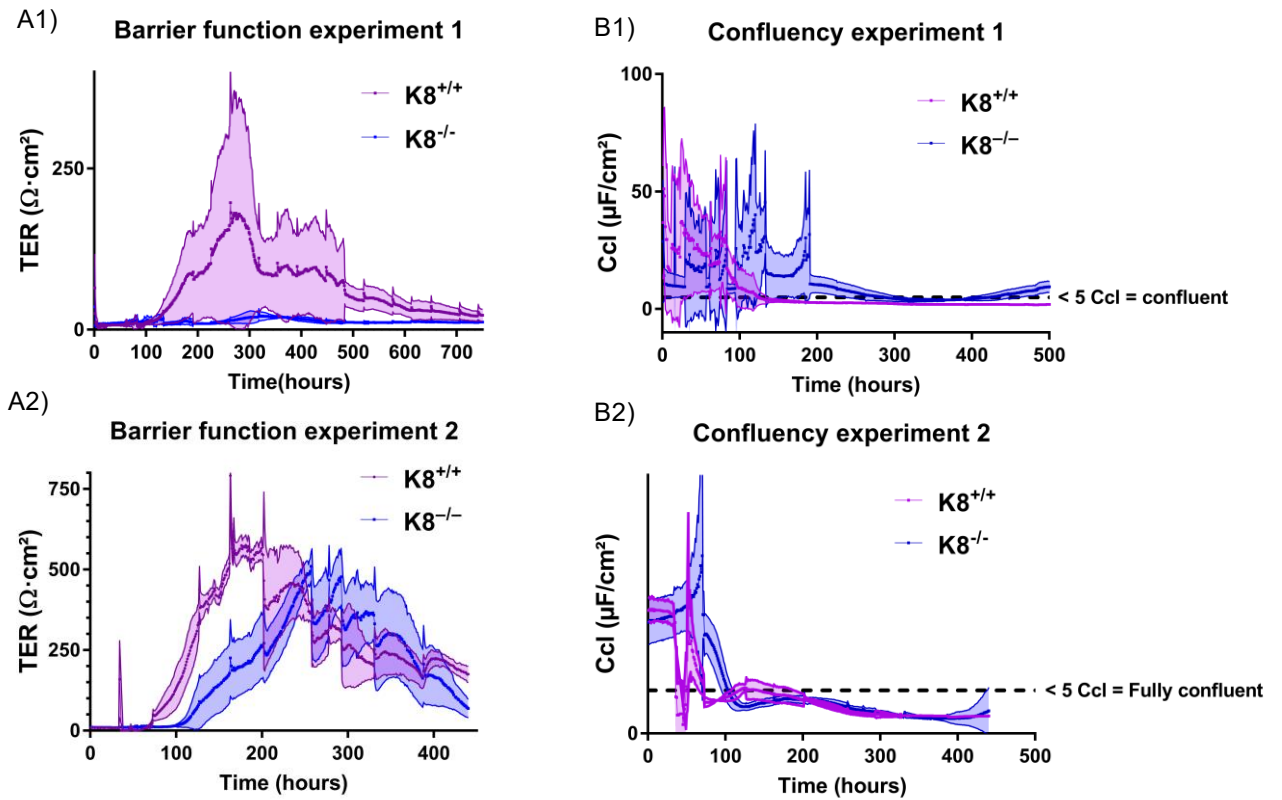 A1)
Barrier function experiment 1
TER (Ω·cm²)
250
0
K8+/+
K8-/-
0 100 200 300 400 500 600 700
Time(hours)
B1)
Confluency experiment 1
Ccl (µF/cm²)
100
50
0
K8+/+
K8−/−
< 5 Ccl = confluent
0 100 200 300 400 500
Time (hours)
A2)
Barrier function experiment 2
TER (Ω·cm²)
750
500
250
0
K8+/+
K8−/−
0 100 200 300 400
Time (hours)
B2)
Confluency experiment 2
Ccl (µF/cm²)
0
K8+/+
K8-/-
< 5 Ccl = Fully confluent
0 100 200 300 400 500
Time (hours)